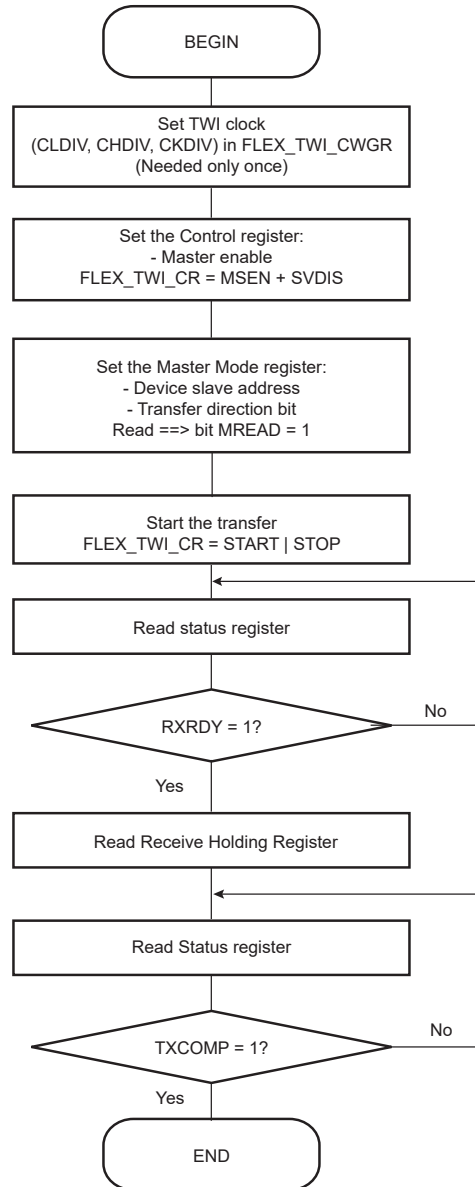 BEGIN
Set TWI clock
(CLDIV, CHDIV, CKDIV) in FLEX_TWI_CWGR
(Needed only once)
Set the Control register:
- Master enable
FLEX_TWI_CR = MSEN + SVDIS
Set the Master Mode register:
- Device slave address
- Transfer direction bit
Read ==> bit MREAD = 1
Start the transfer
FLEX_TWI_CR = START | STOP
Read status register
RXRDY = 1?
No
Yes
Read Receive Holding Register
Read Status register
TXCOMP = 1?
No
Yes
END